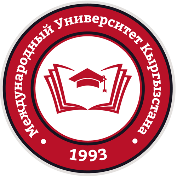 Международный Университет Кыргызстана
1993